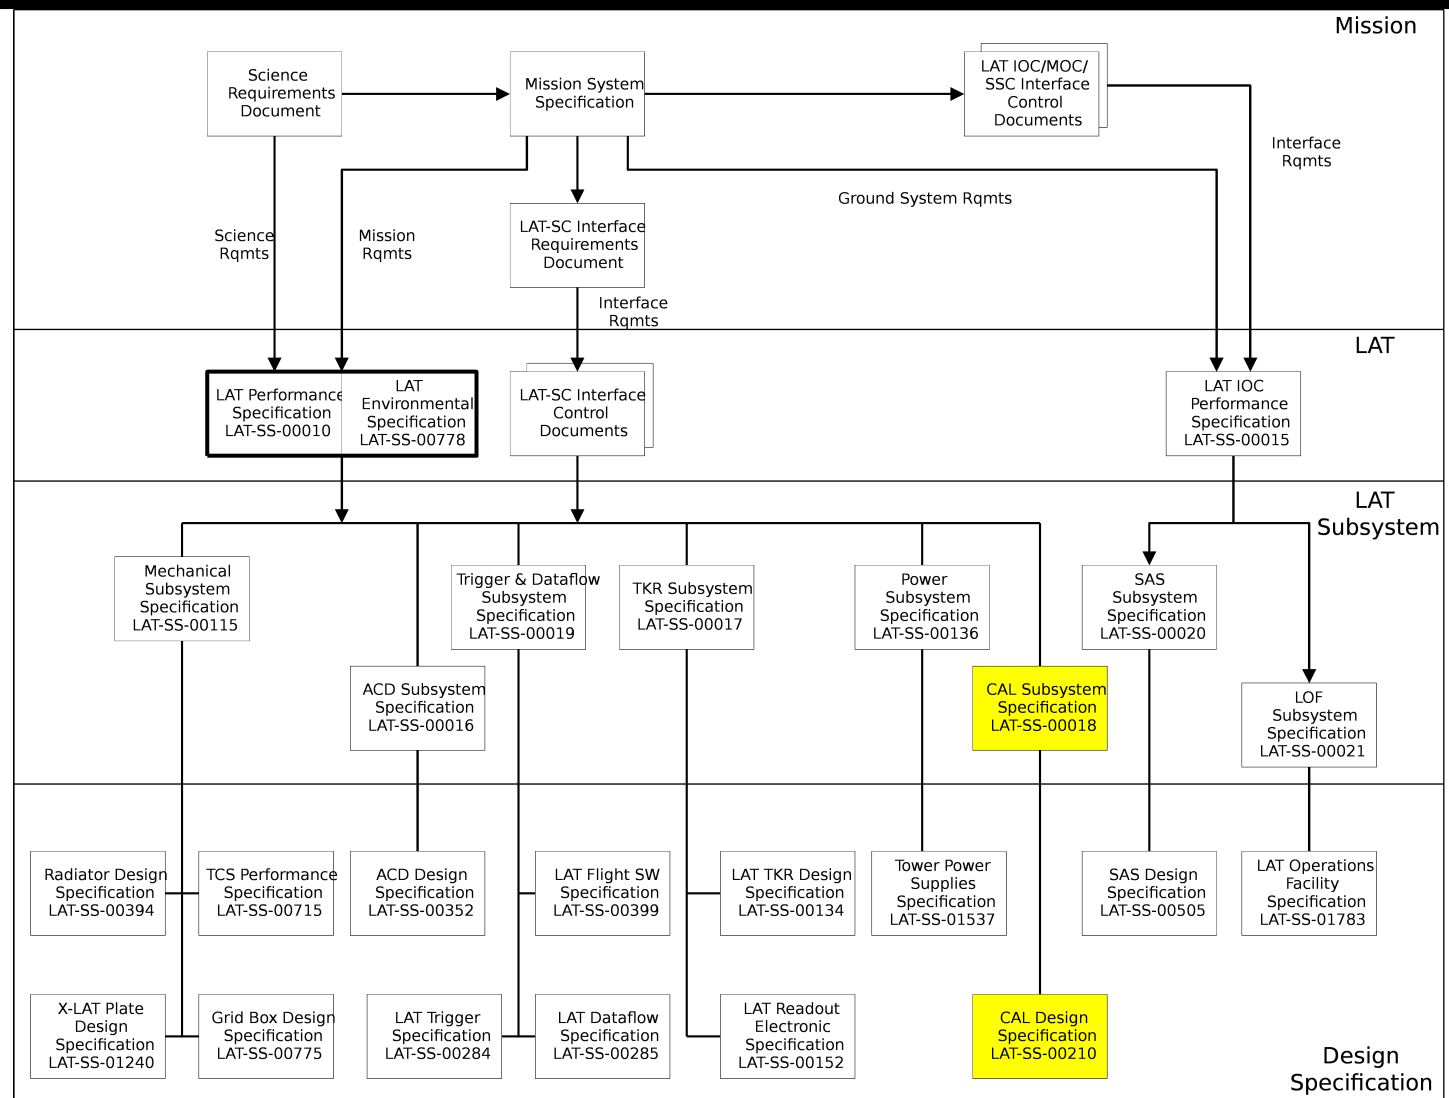 Mission
Science
Requirements
Document
Mission System
Specification
LAT IOC/MOC/
SSC Interface
Control
Documents
Interface
Rqmts
Ground System Rqmts
Science
Rqmts
Mission
Rqmts
LAT-SC Interface
Requirements
Document
Interface
Rqmts
LAT
LAT Performance
Specification
LAT-SS-00010
LAT
Environmental
Specification
LAT-SS-00778
LAT-SC Interface
Control
Documents
LAT IOC
Performance
Specification
LAT-SS-00015
LAT
Subsystem
Mechanical
Subsystem
Specification
LAT-SS-00115
Trigger & Dataflow
Subsystem
Specification
LAT-SS-00019
TKR Subsystem
Specification
LAT-SS-00017
Power
Subsystem
Specification
LAT-SS-00136
SAS
Subsystem
Specification
LAT-SS-00020
ACD Subsystem
Specification
LAT-SS-00016
CAL Subsystem
Specification
LAT-SS-00018
LOF
Subsystem
Specification
LAT-SS-00021
Radiator Design
Specification
LAT-SS-00394
TCS Performance
Specification
LAT-SS-00715
ACD Design
Specification
LAT-SS-00352
LAT Flight SW
Specification
LAT-SS-00399
LAT TKR Design
Specification
LAT-SS-00134
Tower Power
Supplies
Specification
LAT-SS-01537
SAS Design
Specification
LAT-SS-00505
LAT Operations
Facility
Specification
LAT-SS-01783
X-LAT Plate
Design
Specification
LAT-SS-01240
Grid Box Design
Specification
LAT-SS-00775
LAT Trigger
Specification
LAT-SS-00284
LAT Dataflow
Specification
LAT-SS-00285
LAT Readout
Electronic
Specification
LAT-SS-00152
CAL Design
Specification
LAT-SS-00210
Design
Specification